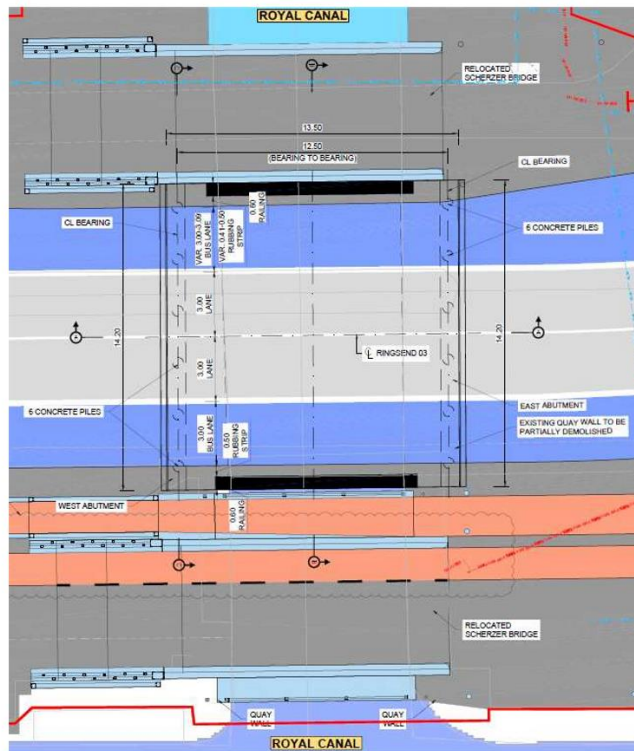 ROYAL CANAL
RELOCATED
SCHERZER BRIDGE
13.50
12.50
(BEARING TO BEARING)
CL BEARING
CL BEARING
0.60
RAILING
6 CONCRETE PILES
VAR. 3.00-3.09
BUS LANE
VAR. 0.41-0.50
RUBBING
STRIP
3.00
LANE
14.20
14.20
RINGSEND 03
3.00
LANE
6 CONCRETE PILES
EAST ABUTMENT
3.00
BUS LANE
0.50
RUBBING
STRIP
EXISTING QUAY WALL TO BE
PARTIALLY DEMOLISHED
WEST ABUTMENT
0.60
RAILING
RELOCATED
SCHERZER BRIDGE
QUAY
WALL
QUAY
WALL
ROYAL CANAL